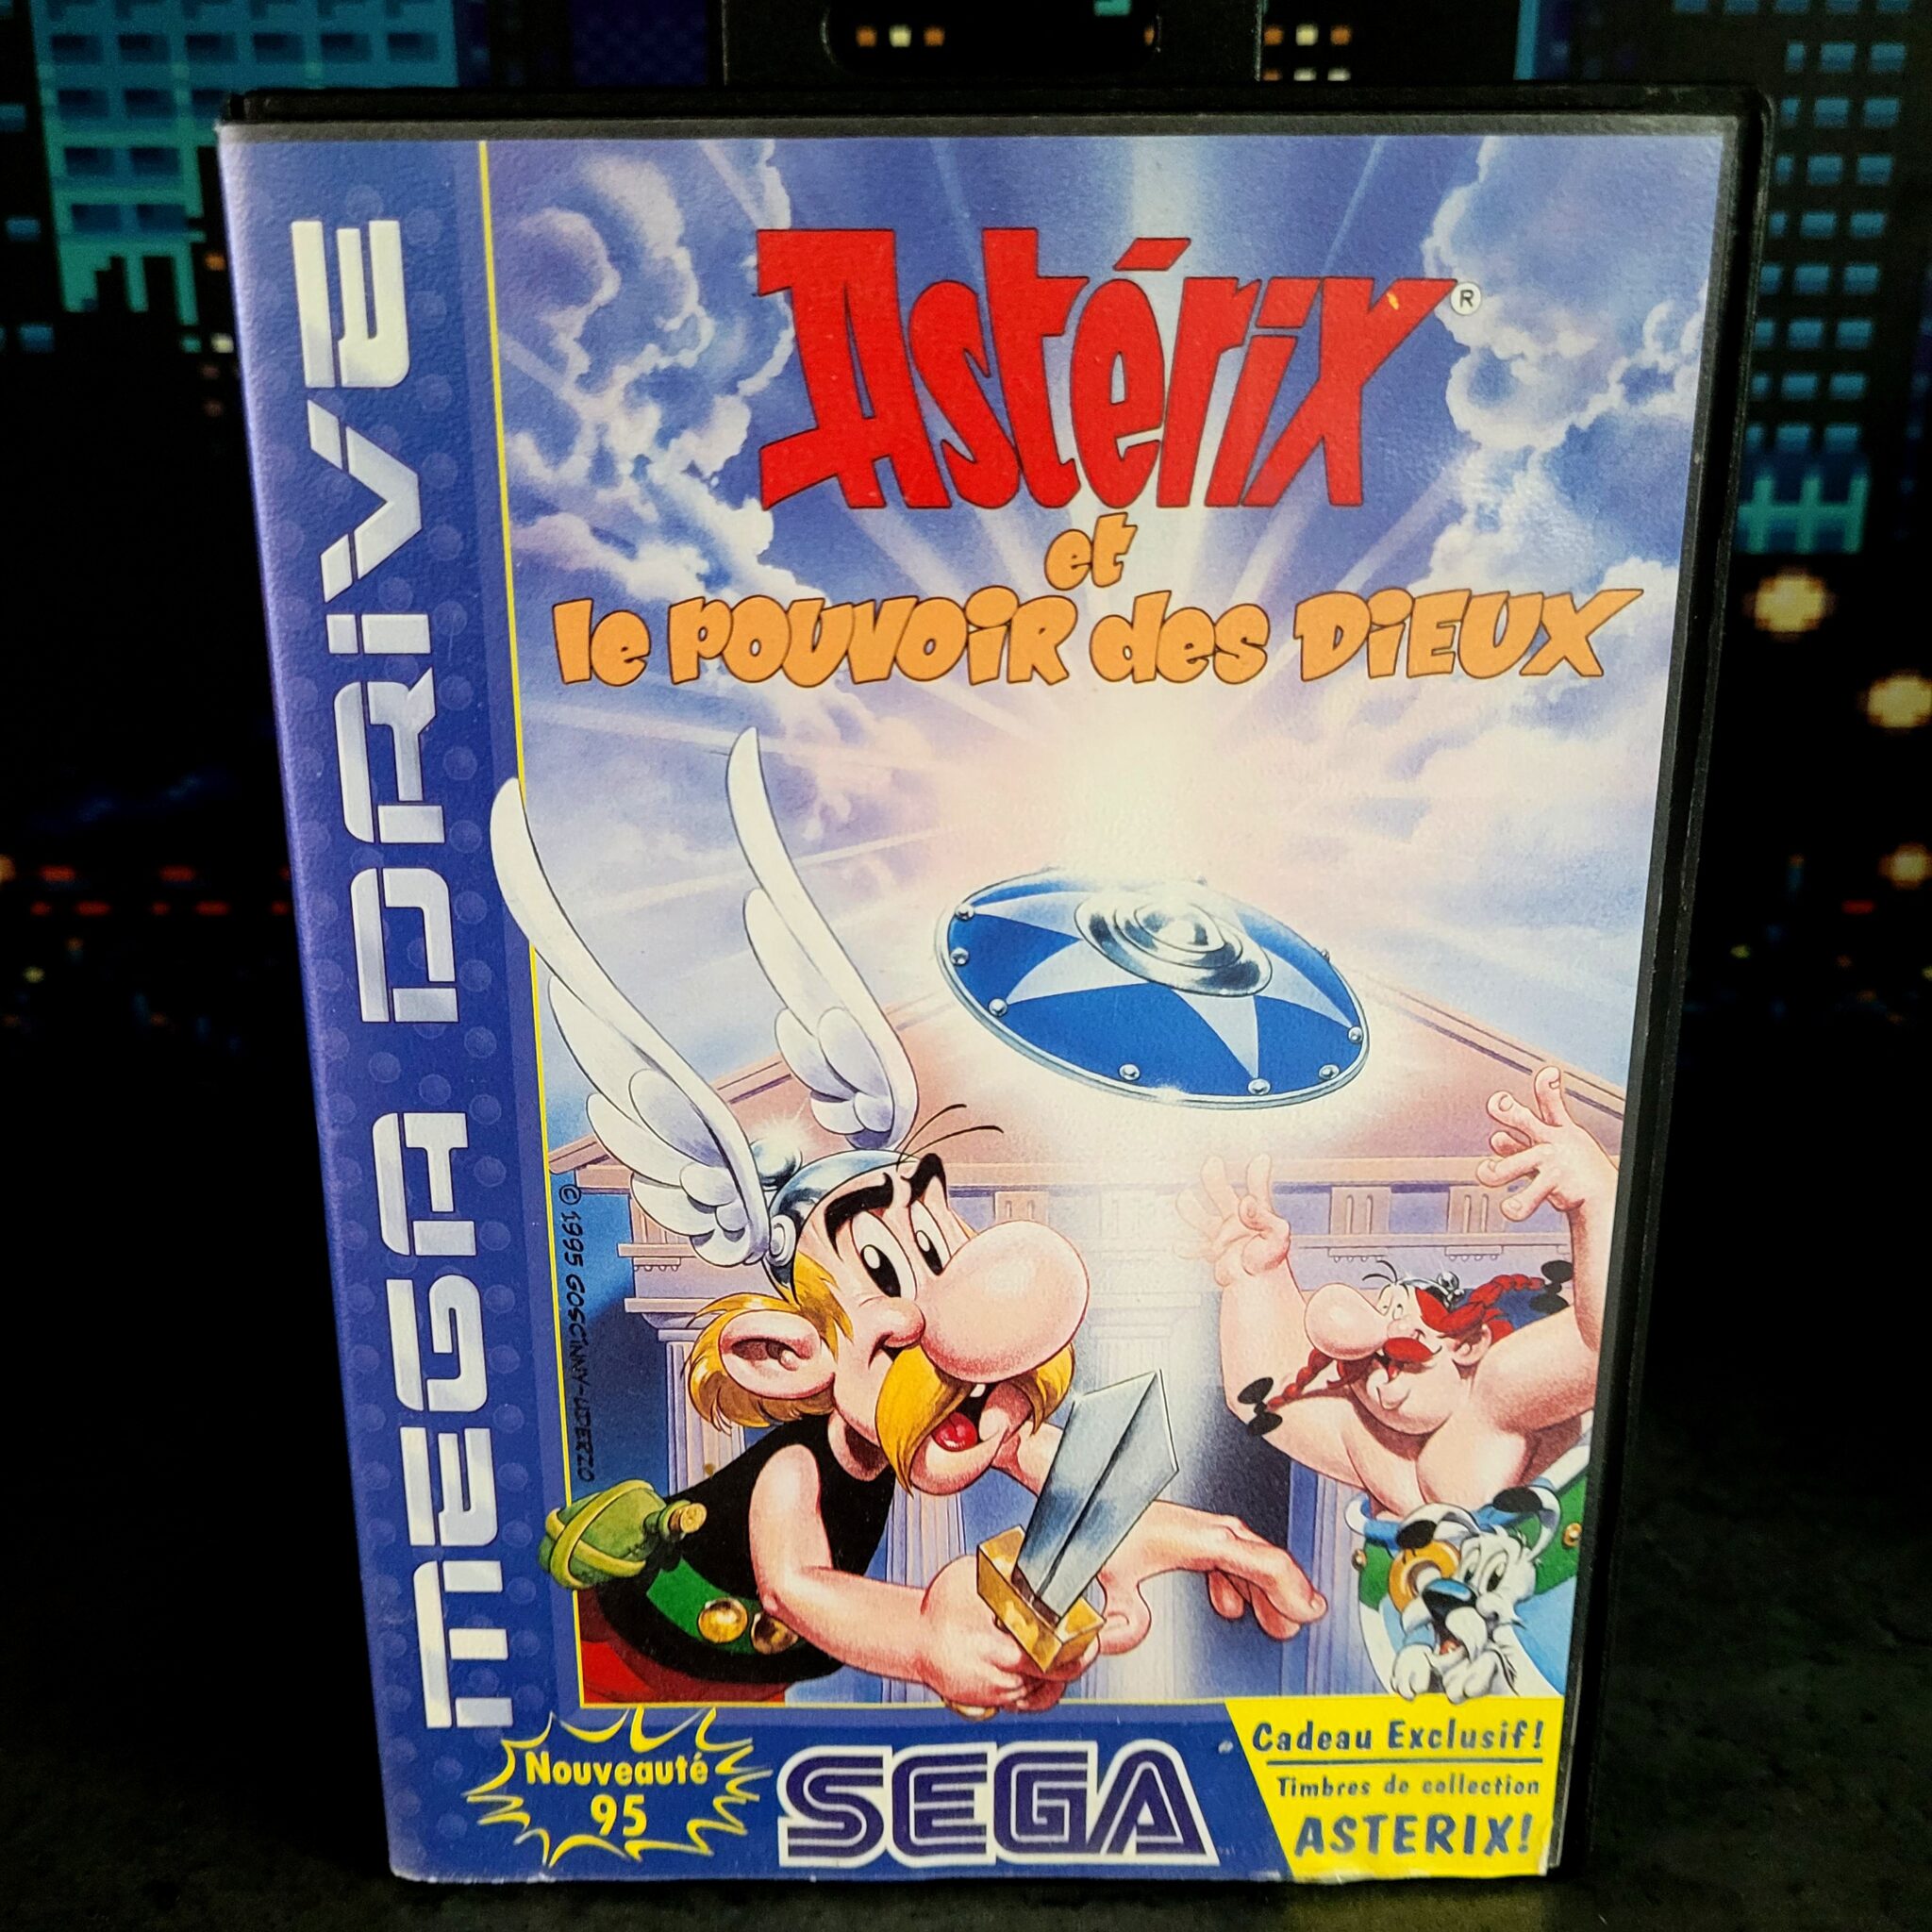 MEGA DRIVE
Astérix®
et
le POUVOIR des DIEUX
© 1995 GOSCINNY-UDERZO
Nouveauté
95
SEGA
Cadeau Exclusif!
Timbres de collection
ASTERIX!